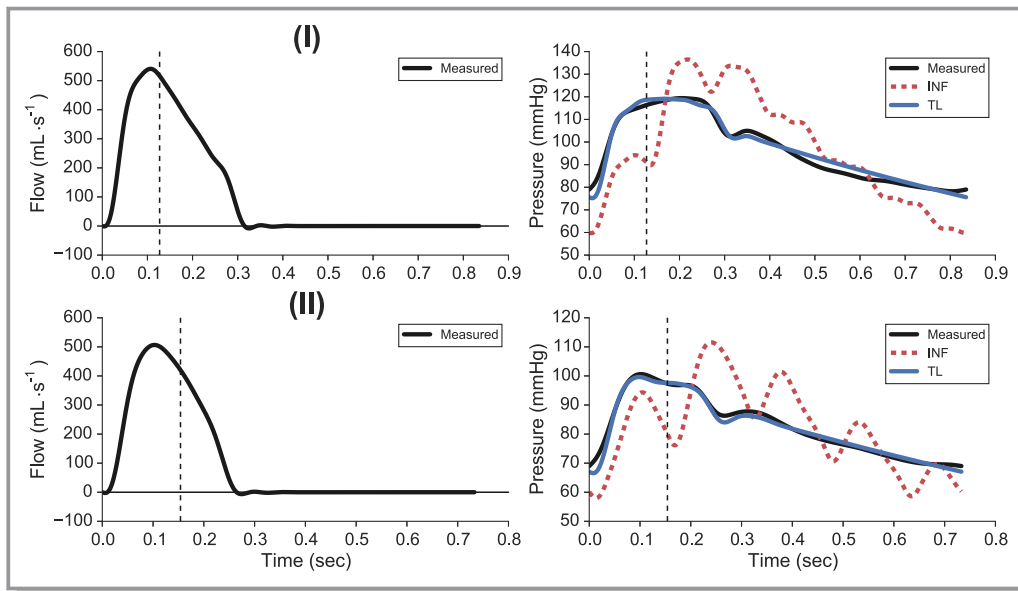 (I)
600
500
400
300
200
100
0
−100
Flow (mL·s⁻¹ )
Measured
0.0 0.1 0.2 0.3 0.4 0.5 0.6 0.7 0.8 0.9
140
130
120
110
100
90
80
70
60
50
Pressure (mmHg)
Measured
INF
TL
0.0 0.1 0.2 0.3 0.4 0.5 0.6 0.7 0.8 0.9
(II)
600
500
400
300
200
100
0
−100
Flow (mL·s⁻¹ )
Measured
0.0 0.1 0.2 0.3 0.4 0.5 0.6 0.7 0.8
Time (sec)
120
110
100
90
80
70
60
50
Pressure (mmHg)
Measured
INF
TL
0.0 0.1 0.2 0.3 0.4 0.5 0.6 0.7 0.8
Time (sec)